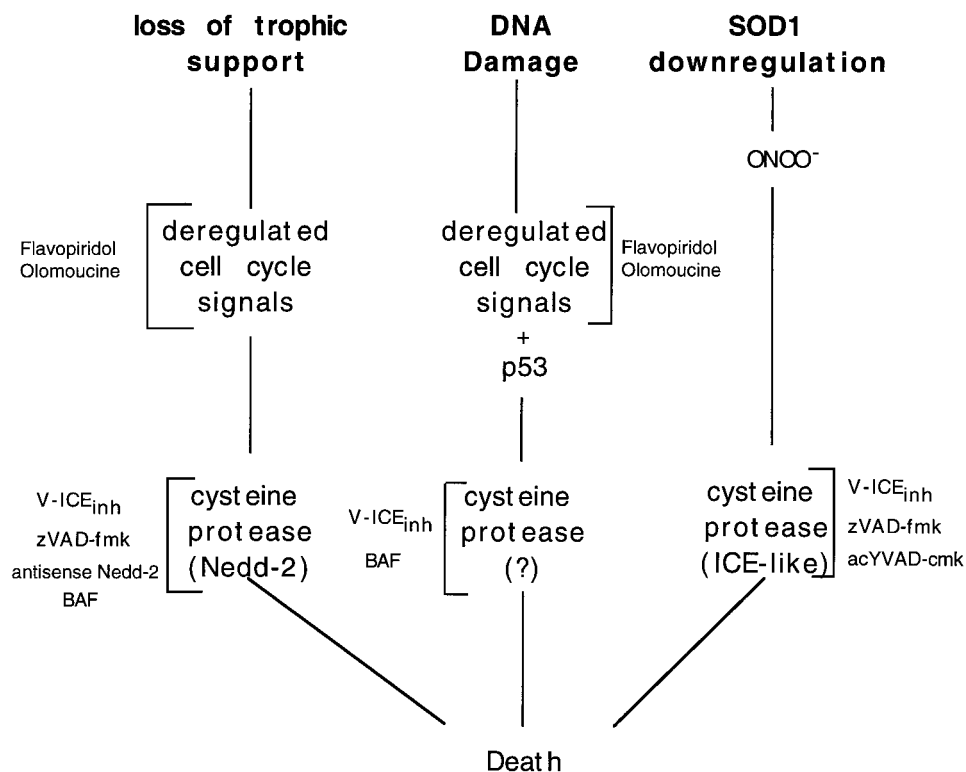 loss of trophic
support
DNA
Damage
SOD1
downregulation
ONOO⁻
Flavopiridol
Olomoucine
deregulated
cell cycle
signals
deregulated
cell cycle
signals
+
p53
Flavopiridol
Olomoucine
V-ICEinh
zVAD-fmk
antisense Nedd-2
BAF
cysteine
protease
(Nedd-2)
V-ICEinh
BAF
cysteine
protease
(?)
cysteine
protease
(ICE-like)
V-ICEinh
zVAD-fmk
acYVAD-cmk
Death